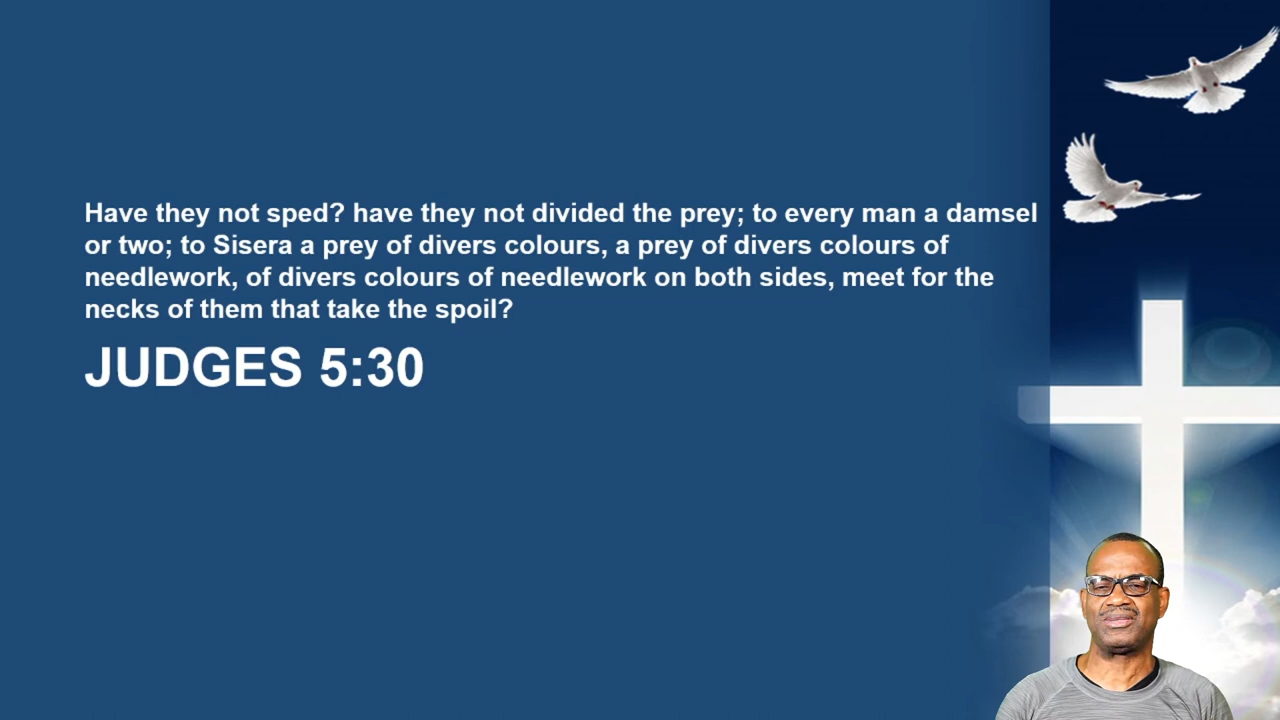 Have they not sped? have they not divided the prey; to every man a damsel
or two; to Sisera a prey of divers colours, a prey of divers colours of
needlework, of divers colours of needlework on both sides, meet for the
necks of them that take the spoil?
JUDGES 5:30